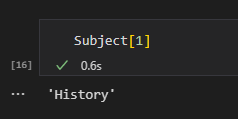 Subject[1]
[16]
0.6s
... 'History'